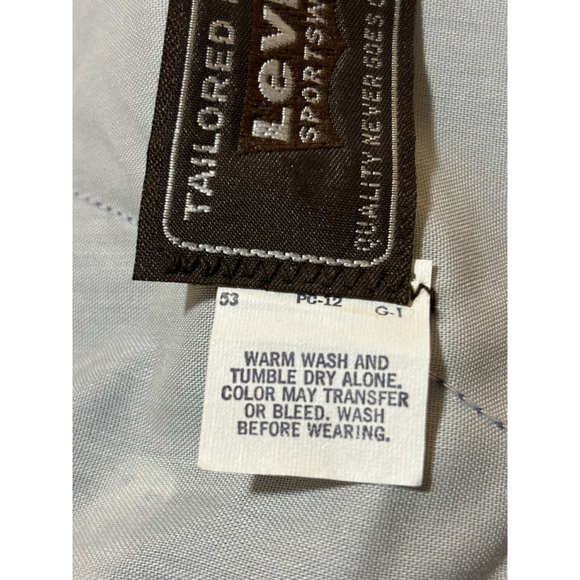 TAILORED
Levi
SPORTSW
QUALITY NEVER GOES O
53 PC-12 G-1
WARM WASH AND
TUMBLE DRY ALONE.
COLOR MAY TRANSFER
OR BLEED. WASH
BEFORE WEARING.